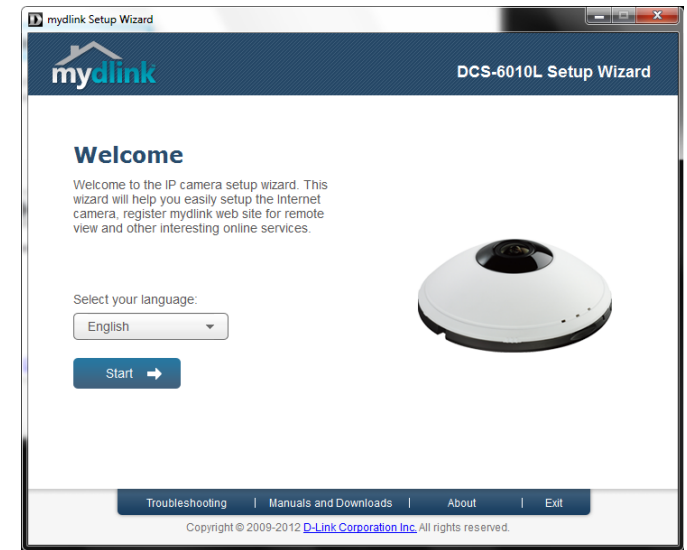 mydlink Setup Wizard
mydlink
DCS-6010L Setup Wizard
Welcome
Welcome to the IP camera setup wizard. This
wizard will help you easily setup the Internet
camera, register mydlink web site for remote
view and other interesting online services.
Select your language:
English
Start
Troubleshooting | Manuals and Downloads | About | Exit
Copyright © 2009-2012 D-Link Corporation Inc. All rights reserved.